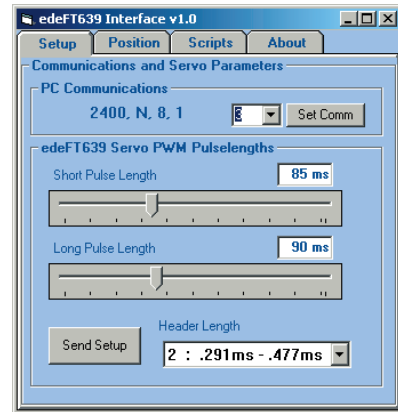 edeFT639 Interface v1.0
Setup Position Scripts About
Communications and Servo Parameters
PC Communications
2400, N, 8, 1 Set Comm
edeFT639 Servo PWM Pulselengths
Short Pulse Length 85 ms
Long Pulse Length 90 ms
Header Length
Send Setup 2 : .291ms - .477ms